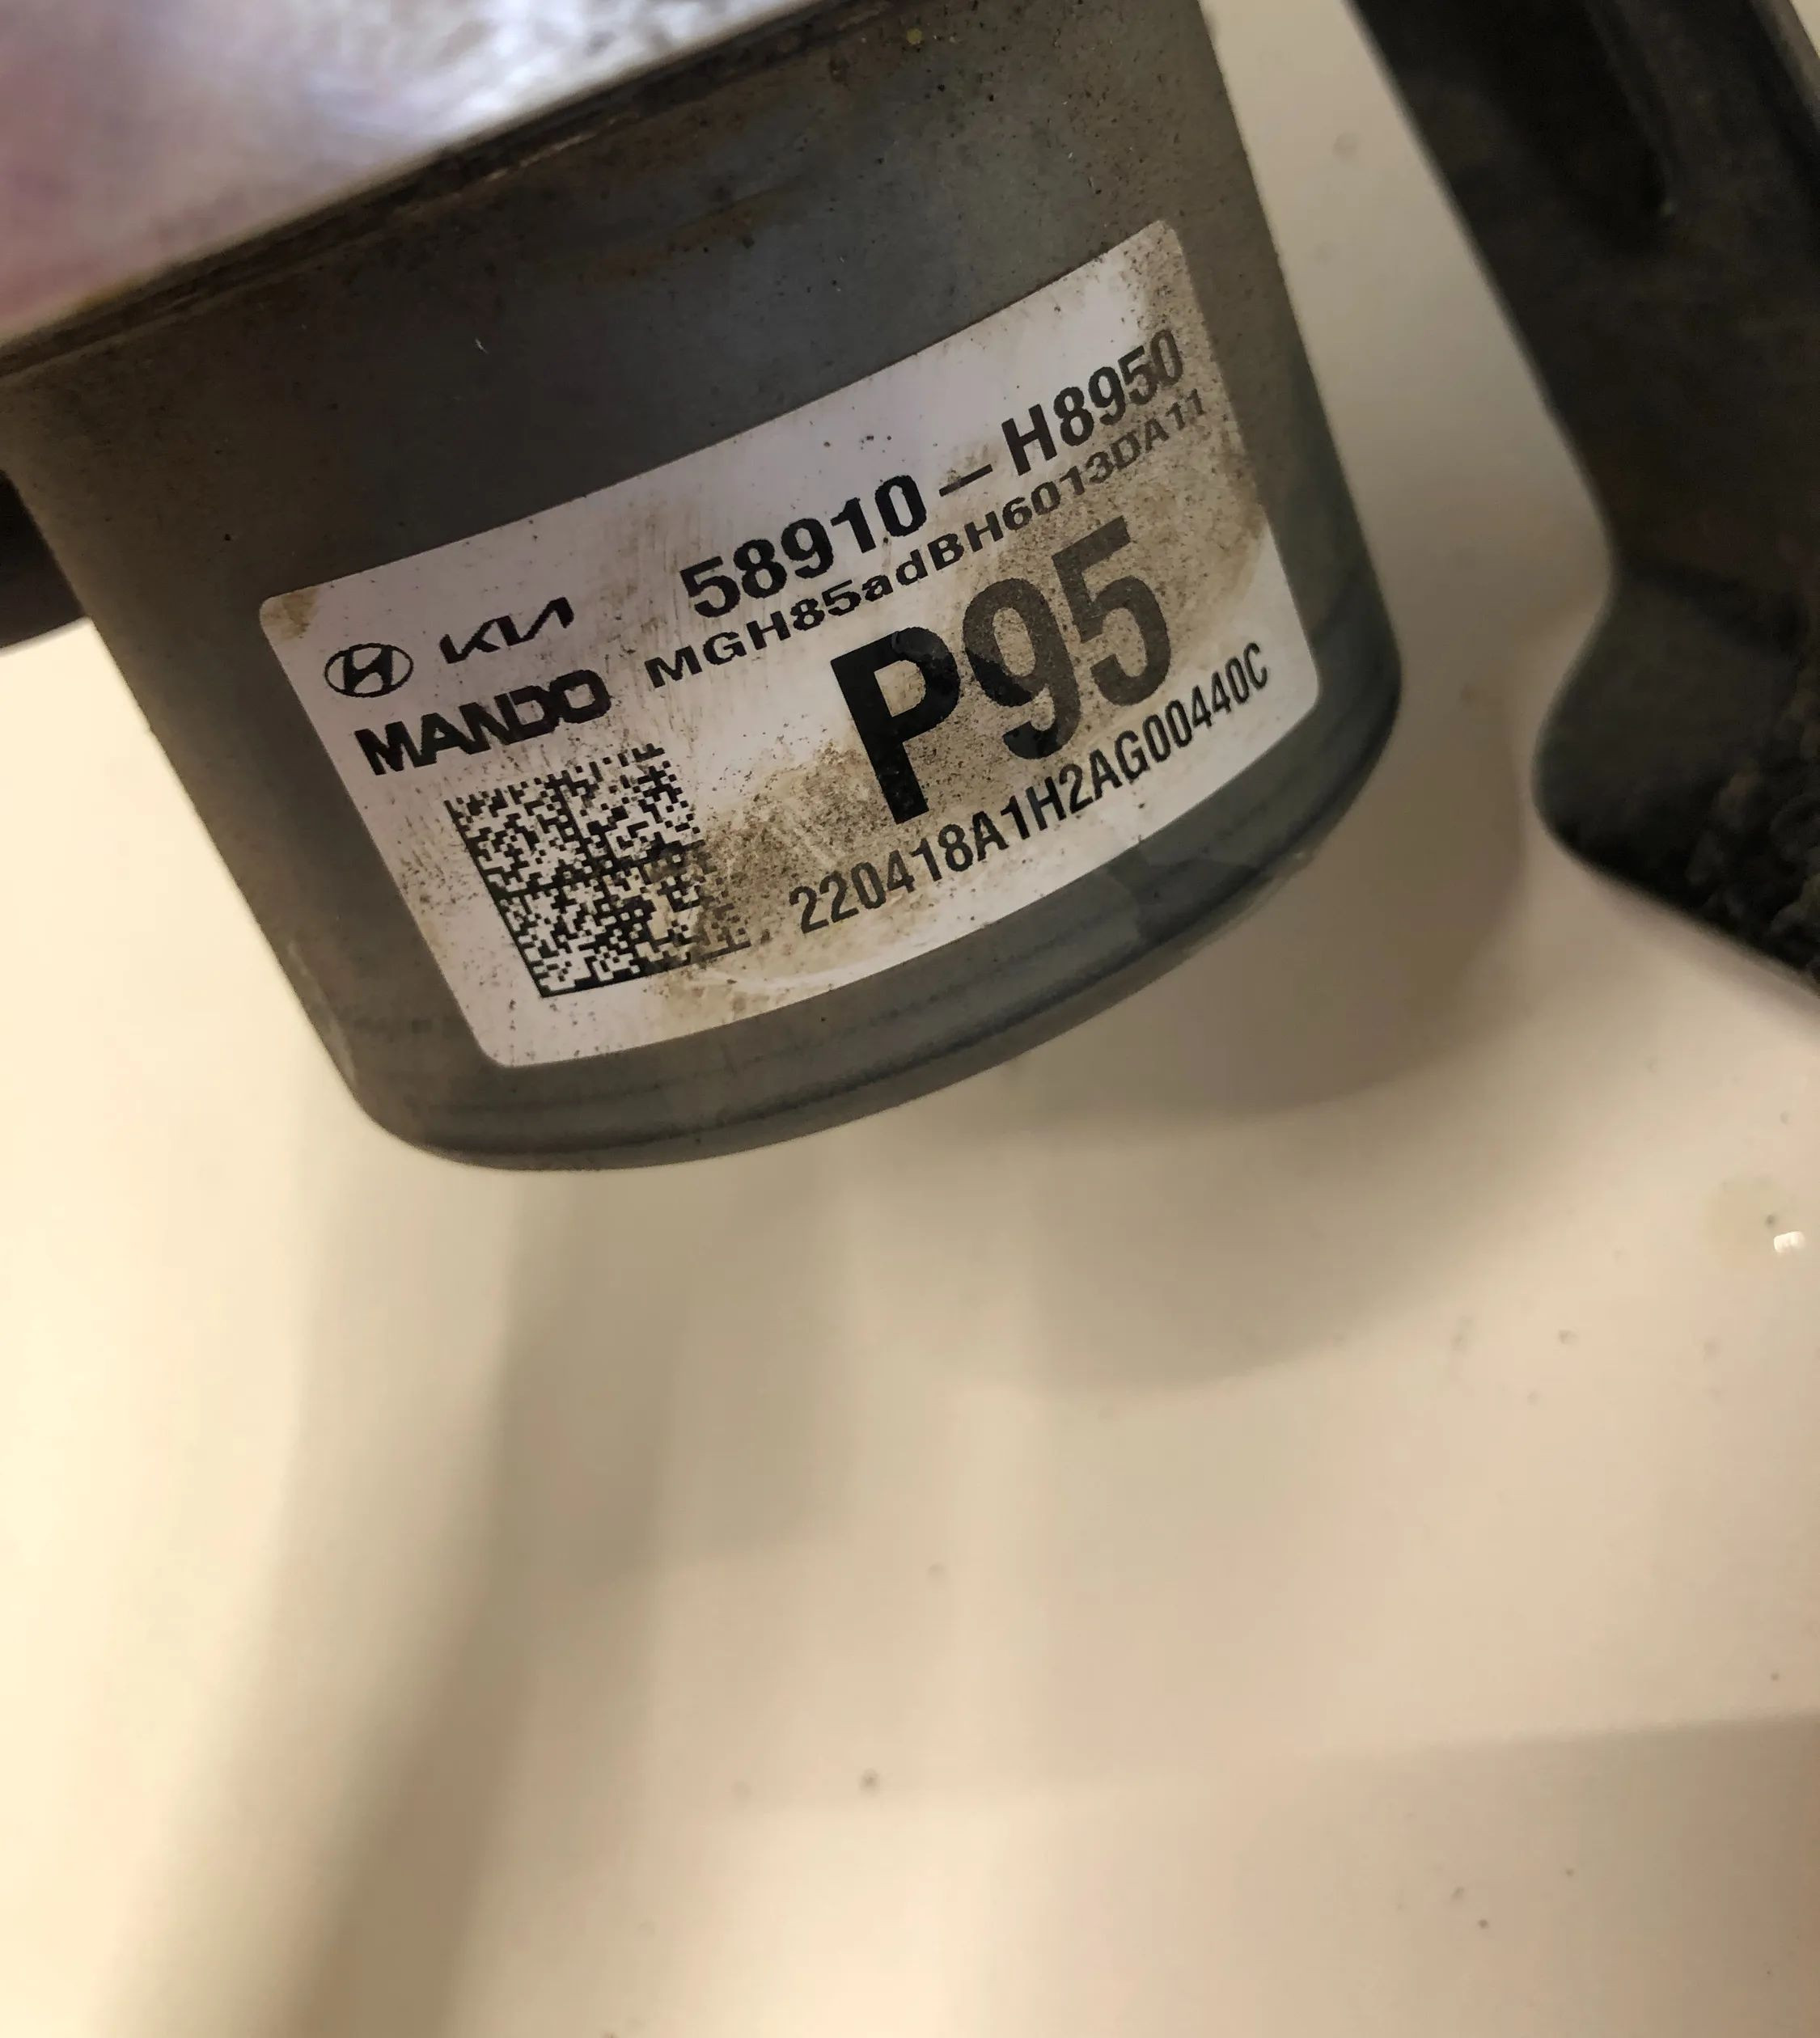 KIA 58910-H8950
MANDO MGH85adBH6013DA11
P95
220418A1H2AG00440C